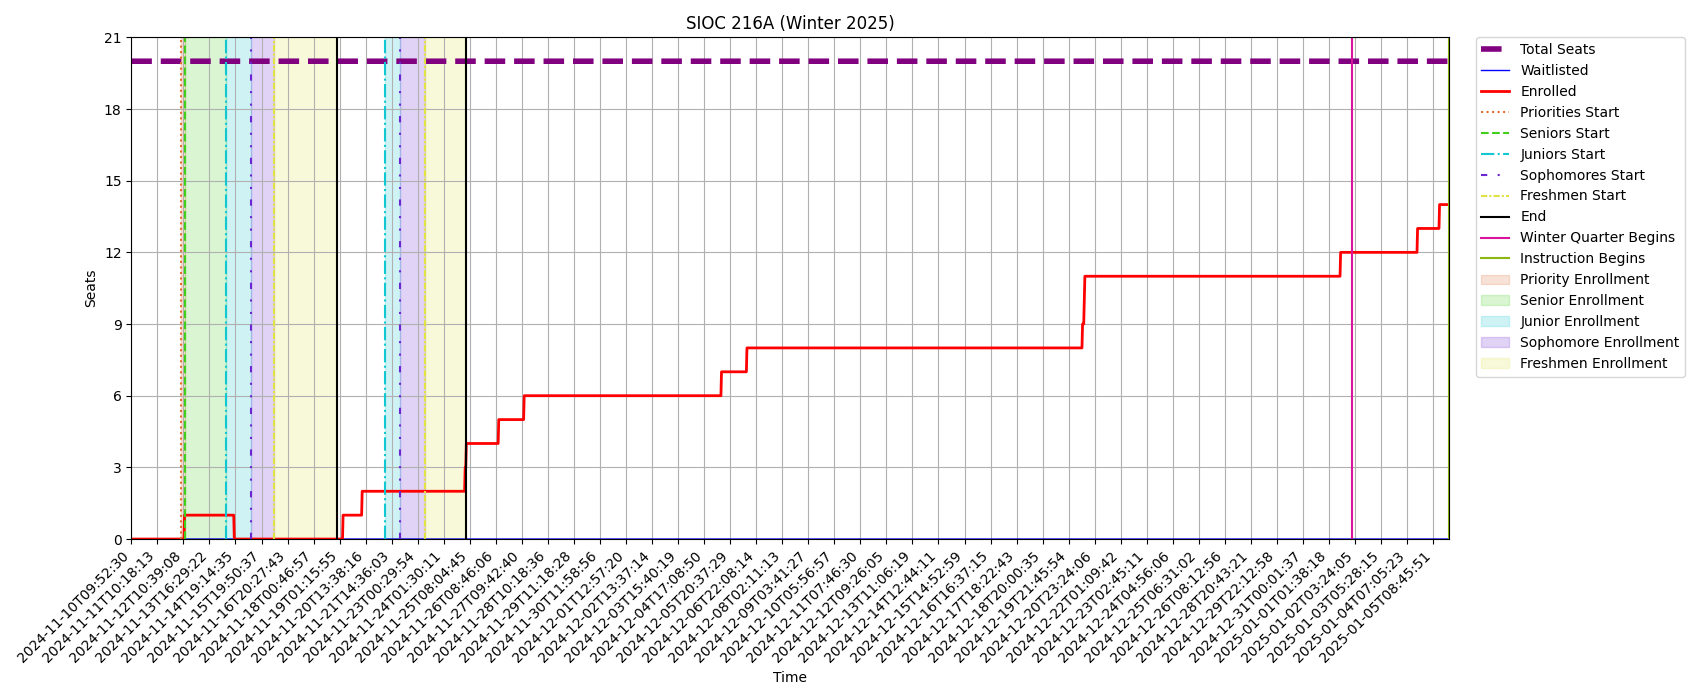 SIOC 216A (Winter 2025)
21
18
15
12
9
6
3
0
Seats
2024-11-10T09:52:30
2024-11-11T10:18:13
2024-11-12T10:39:08
2024-11-13T16:29:22
2024-11-14T19:14:35
2024-11-15T19:50:37
2024-11-16T20:27:43
2024-11-18T00:46:57
2024-11-19T01:15:55
2024-11-20T13:38:16
2024-11-21T14:36:03
2024-11-23T00:29:54
2024-11-24T01:30:11
2024-11-25T08:04:45
2024-11-26T08:46:06
2024-11-27T09:42:40
2024-11-28T10:18:36
2024-11-29T11:18:28
2024-11-30T11:58:56
2024-12-01T12:57:20
2024-12-02T13:37:14
2024-12-03T15:40:19
2024-12-04T17:08:50
2024-12-05T20:37:29
2024-12-06T22:08:14
2024-12-08T02:11:13
2024-12-09T03:41:27
2024-12-10T05:56:57
2024-12-11T07:46:30
2024-12-12T09:26:05
2024-12-13T11:06:19
2024-12-14T12:44:11
2024-12-15T14:52:59
2024-12-16T16:37:15
2024-12-17T18:22:43
2024-12-18T20:00:35
2024-12-19T21:45:54
2024-12-20T23:24:06
2024-12-22T01:09:42
2024-12-23T02:45:11
2024-12-24T04:56:06
2024-12-25T06:31:02
2024-12-26T08:12:56
2024-12-28T20:43:21
2024-12-29T22:12:58
2024-12-31T00:01:37
2025-01-01T01:38:18
2025-01-02T03:24:05
2025-01-03T05:28:15
2025-01-04T07:05:23
2025-01-05T08:45:51
Time
Total Seats
Waitlisted
Enrolled
Priorities Start
Seniors Start
Juniors Start
Sophomores Start
Freshmen Start
End
Winter Quarter Begins
Instruction Begins
Priority Enrollment
Senior Enrollment
Junior Enrollment
Sophomore Enrollment
Freshmen Enrollment